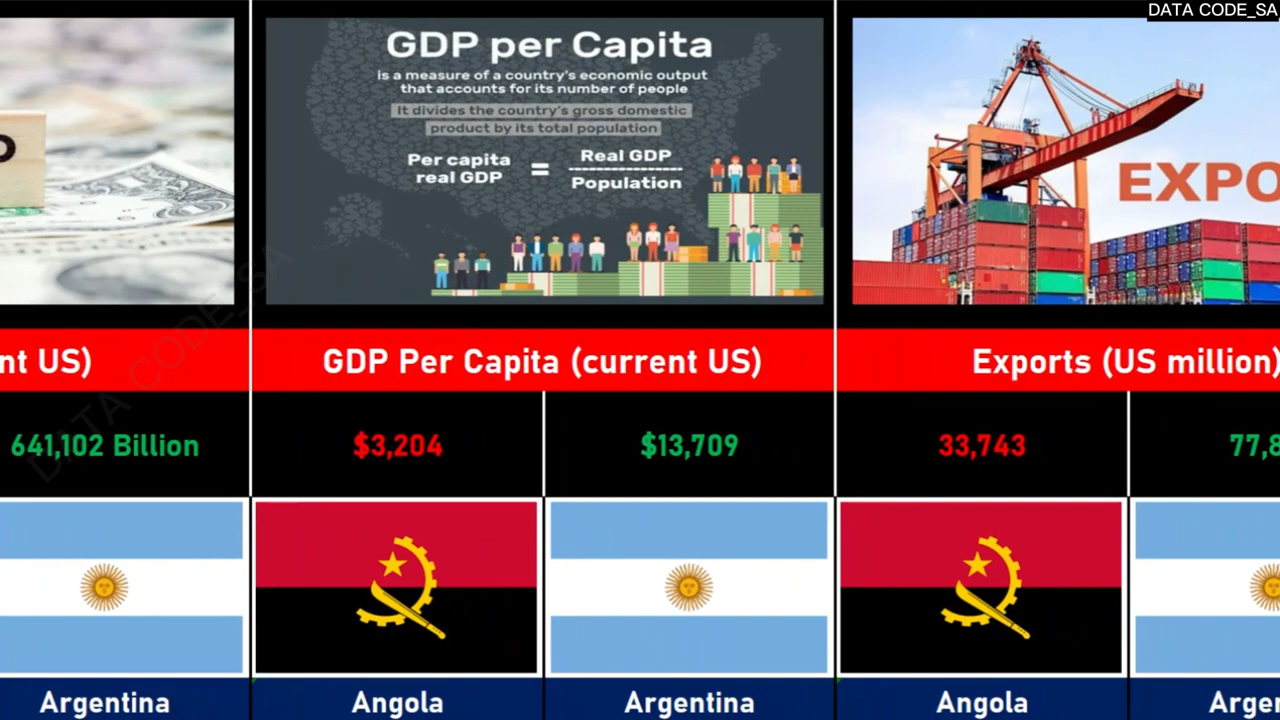 DATA CODE_SA
GDP per Capita
is a measure of a country's economic output
that accounts for its number of people
It divides the country's gross domestic
product by its total population
Per capita
real GDP
=
Real GDP
Population
EXPO
nt US)
GDP Per Capita (current US)
Exports (US million)
641,102 Billion
$3,204
$13,709
33,743
77,8
DATA CODE_SA
Argentina
Angola
Argentina
Angola
Arger